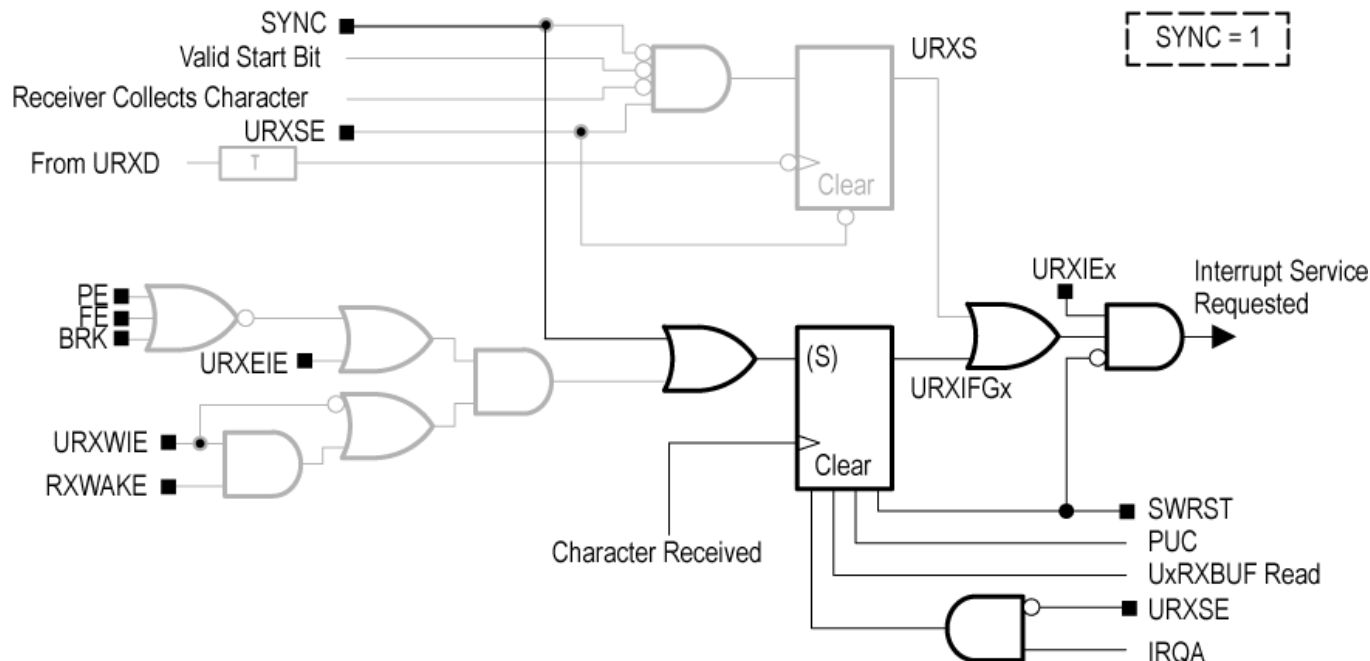 SYNC
SYNC = 1
Valid Start Bit
URXS
Receiver Collects Character
URXSE
From URXD
T
Clear
PE
FE
BRK
URXEIE
URXWIE
RXWAKE
URXIEx
Interrupt Service
Requested
(S)
URXIFGx
Clear
Character Received
SWRST
PUC
UxRXBUF Read
URXSE
IRQA